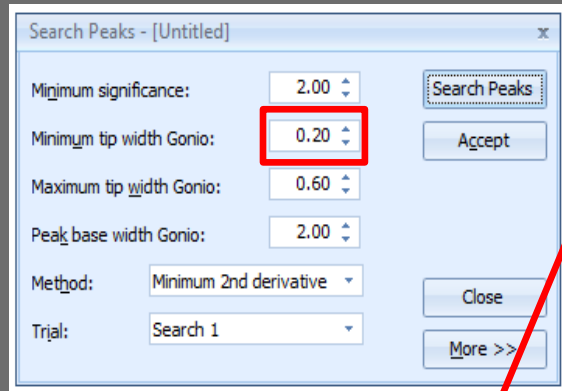 Search Peaks - [Untitled] x
Minimum significance: 2.00 Search Peaks
Minimum tip width Gonio: 0.20 Accept
Maximum tip width Gonio: 0.60
Peak base width Gonio: 2.00
Method: Minimum 2nd derivative Close
Trial: Search 1 More >>